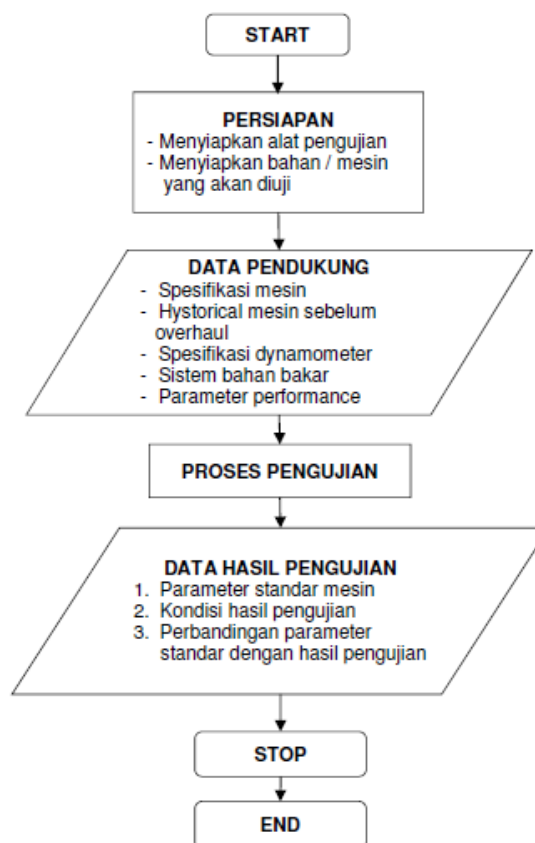 START
PERSIAPAN
- Menyiapkan alat pengujian
- Menyiapkan bahan / mesin
yang akan diuji
DATA PENDUKUNG
- Spesifikasi mesin
- Hystorical mesin sebelum
overhaul
- Spesifikasi dynamometer
- Sistem bahan bakar
- Parameter performance
PROSES PENGUJIAN
DATA HASIL PENGUJIAN
1. Parameter standar mesin
2. Kondisi hasil pengujian
3. Perbandingan parameter
standar dengan hasil pengujian
STOP
END